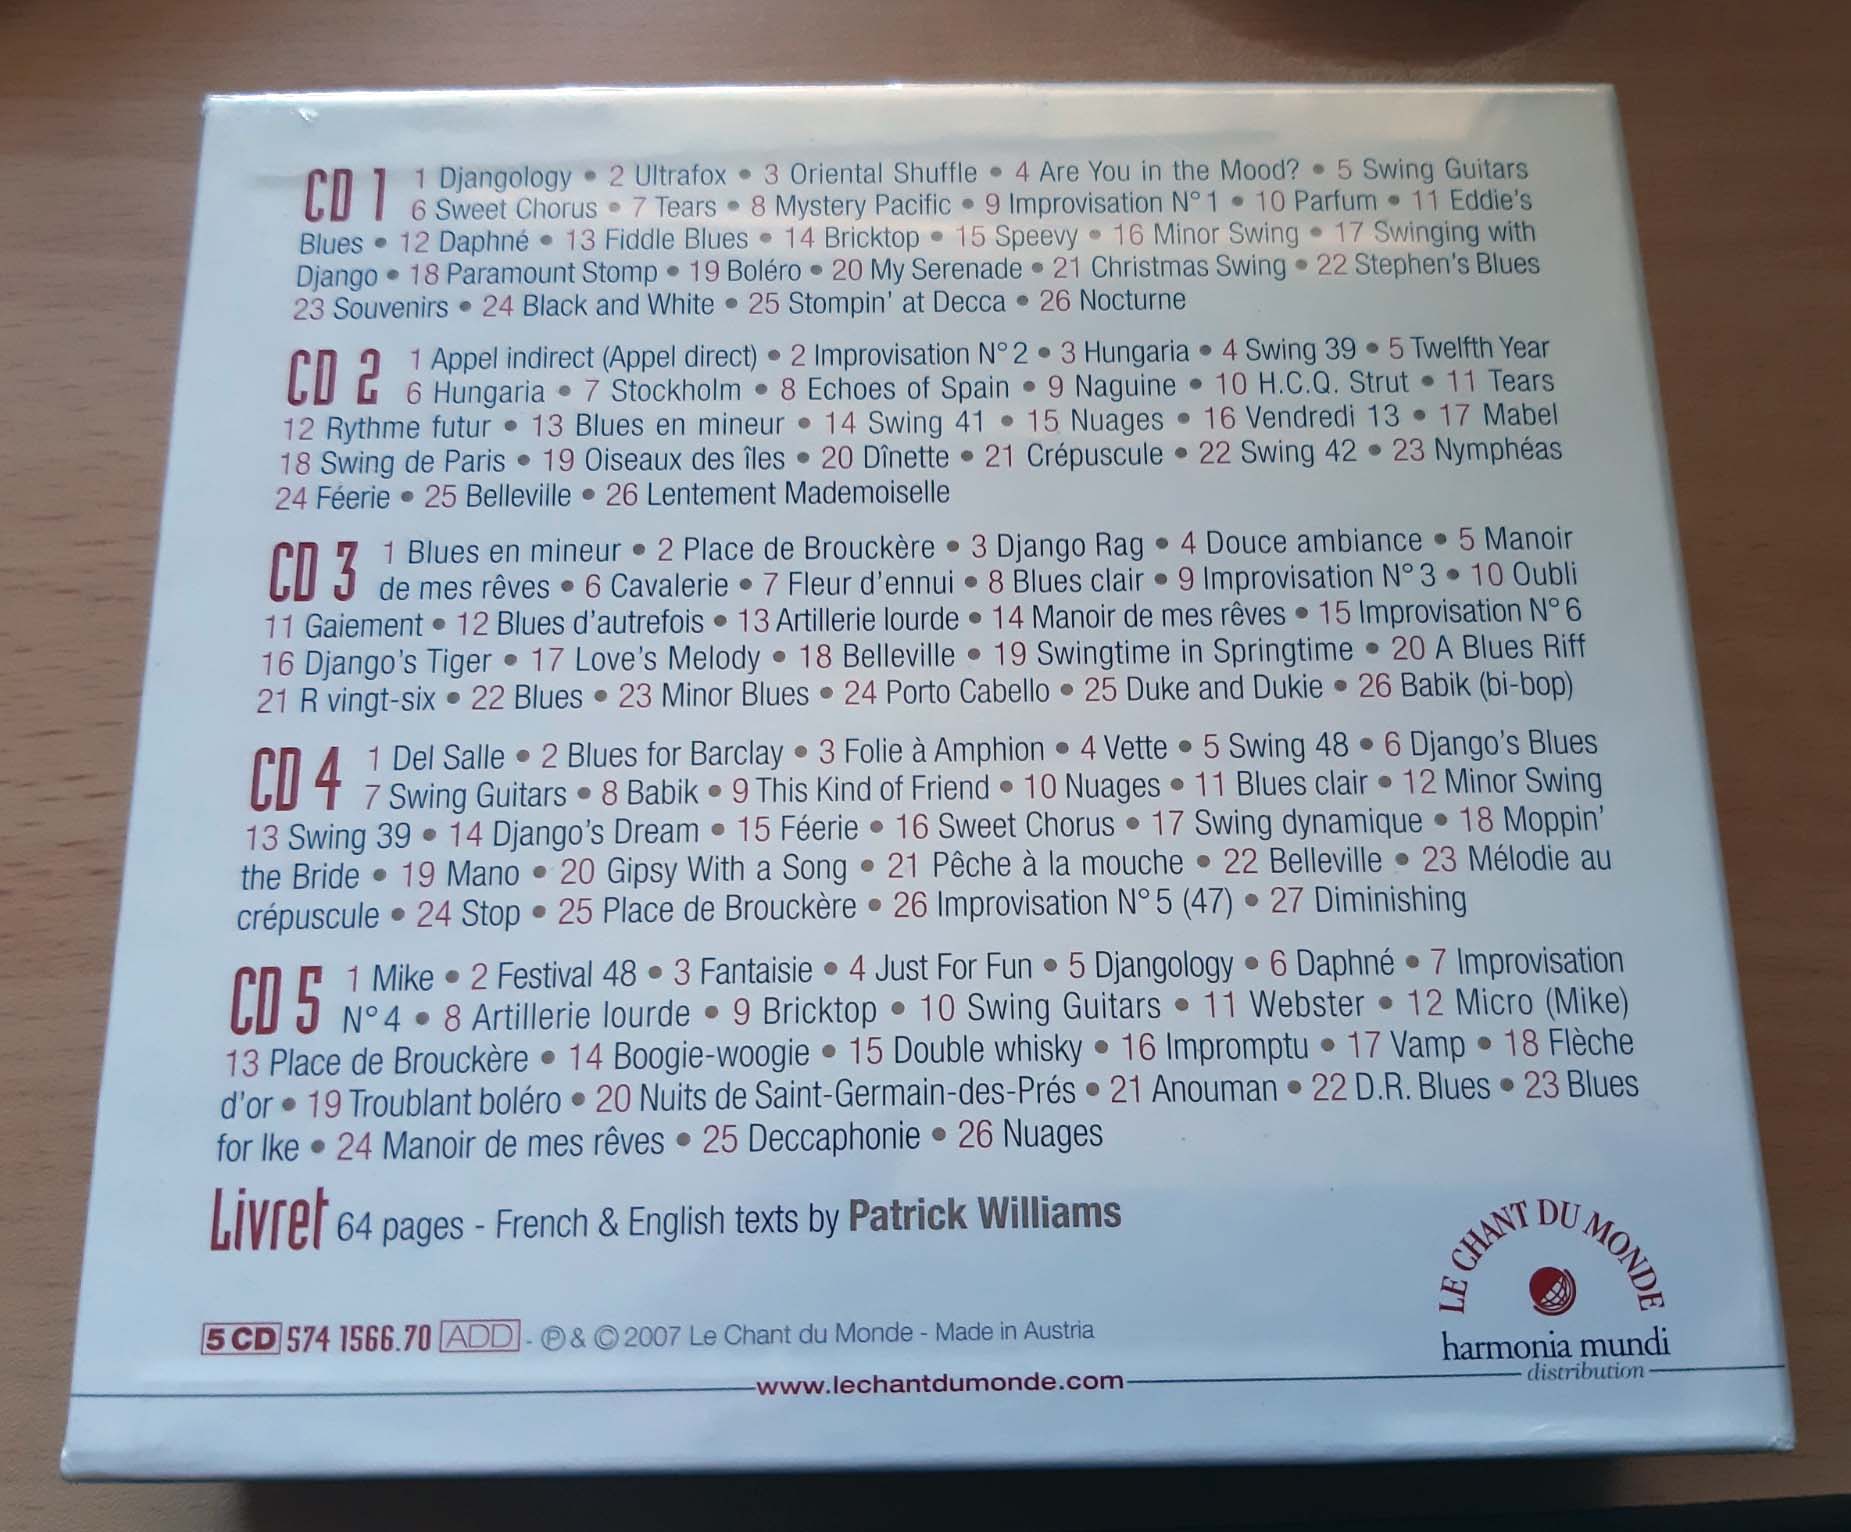 CD 1 1 Djangology • 2 Ultrafox • 3 Oriental Shuffle • 4 Are You in the Mood? • 5 Swing Guitars
6 Sweet Chorus • 7 Tears • 8 Mystery Pacific • 9 Improvisation N° 1 • 10 Parfum • 11 Eddie's
Blues • 12 Daphné • 13 Fiddle Blues • 14 Bricktop • 15 Speevy • 16 Minor Swing • 17 Swinging with
Django • 18 Paramount Stomp • 19 Boléro • 20 My Serenade • 21 Christmas Swing • 22 Stephen's Blues
23 Souvenirs • 24 Black and White • 25 Stompin' at Decca • 26 Nocturne
CD 2 1 Appel indirect (Appel direct) • 2 Improvisation N° 2 • 3 Hungaria • 4 Swing 39 • 5 Twelfth Year
6 Hungaria • 7 Stockholm • 8 Echoes of Spain • 9 Naguine • 10 H.C.Q. Strut • 11 Tears
12 Rythme futur • 13 Blues en mineur • 14 Swing 41 • 15 Nuages • 16 Vendredi 13 • 17 Mabel
18 Swing de Paris • 19 Oiseaux des îles • 20 Dînette • 21 Crépuscule • 22 Swing 42 • 23 Nymphéas
24 Féerie • 25 Belleville • 26 Lentement Mademoiselle
CD 3 1 Blues en mineur • 2 Place de Brouckère • 3 Django Rag • 4 Douce ambiance • 5 Manoir
de mes rêves • 6 Cavalerie • 7 Fleur d'ennui • 8 Blues clair • 9 Improvisation N° 3 • 10 Oubli
11 Gaiement • 12 Blues d'autrefois • 13 Artillerie lourde • 14 Manoir de mes rêves • 15 Improvisation N° 6
16 Django's Tiger • 17 Love's Melody • 18 Belleville • 19 Swingtime in Springtime • 20 A Blues Riff
21 R vingt-six • 22 Blues • 23 Minor Blues • 24 Porto Cabello • 25 Duke and Dukie • 26 Babik (bi-bop)
CD 4 1 Del Salle • 2 Blues for Barclay • 3 Folie à Amphion • 4 Vette • 5 Swing 48 • 6 Django's Blues
7 Swing Guitars • 8 Babik • 9 This Kind of Friend • 10 Nuages • 11 Blues clair • 12 Minor Swing
13 Swing 39 • 14 Django's Dream • 15 Féerie • 16 Sweet Chorus • 17 Swing dynamique • 18 Moppin'
the Bride • 19 Mano • 20 Gipsy With a Song • 21 Pêche à la mouche • 22 Belleville • 23 Mélodie au
crépuscule • 24 Stop • 25 Place de Brouckère • 26 Improvisation N° 5 (47) • 27 Diminishing
CD 5 1 Mike • 2 Festival 48 • 3 Fantaisie • 4 Just For Fun • 5 Djangology • 6 Daphné • 7 Improvisation
N° 4 • 8 Artillerie lourde • 9 Bricktop • 10 Swing Guitars • 11 Webster • 12 Micro (Mike)
13 Place de Brouckère • 14 Boogie-woogie • 15 Double whisky • 16 Impromptu • 17 Vamp • 18 Flèche
d'or • 19 Troublant boléro • 20 Nuits de Saint-Germain-des-Prés • 21 Anouman • 22 D.R. Blues • 23 Blues
for Ike • 24 Manoir de mes rêves • 25 Deccaphonie • 26 Nuages
Livret 64 pages - French & English texts by Patrick Williams
LE CHANT DU MONDE
harmonia mundi
distribution
5 CD 574 1566.70 ADD - ℗ & © 2007 Le Chant du Monde - Made in Austria
www.lechantdumonde.com